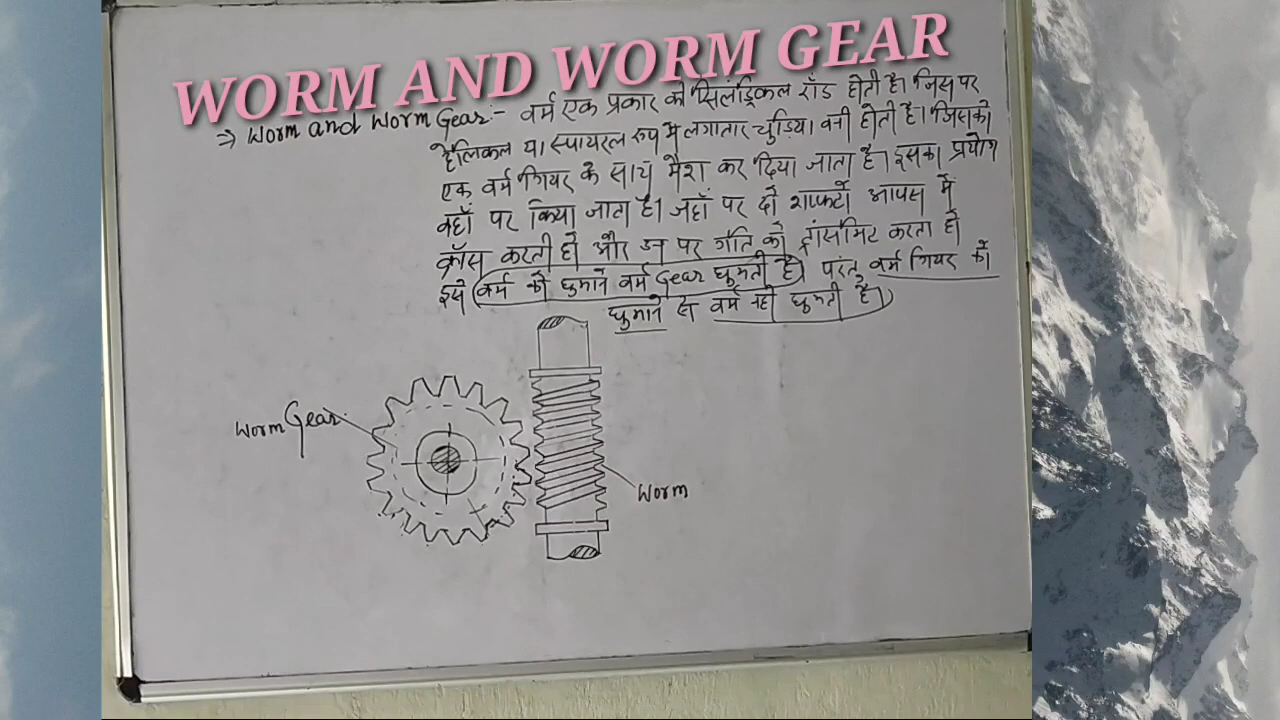 WORM AND WORM GEAR
⇒ Worm and Worm Gear:- वर्म एक प्रकार की सिलंड्रिकल रॉड होती है। जिस पर
हेलिकल या स्पायरल रुप में लगातार चुड़िया बनी होती है। जिसको
एक वर्म गियर के साथ मैश कर दिया जाता है। इसका प्रयोग
वहाँ पर किया जाता है। जहाँ पर दो शाफ्टों आपस में
क्रॉस करती हो और उन पर गति को ट्रांसमिट करता हो
इसे (वर्म को घुमाने वर्म Gear घुमती है) परंतु वर्म गियर को
घुमाने से वर्म नही घुमती है।)
Worm Gear
Worm